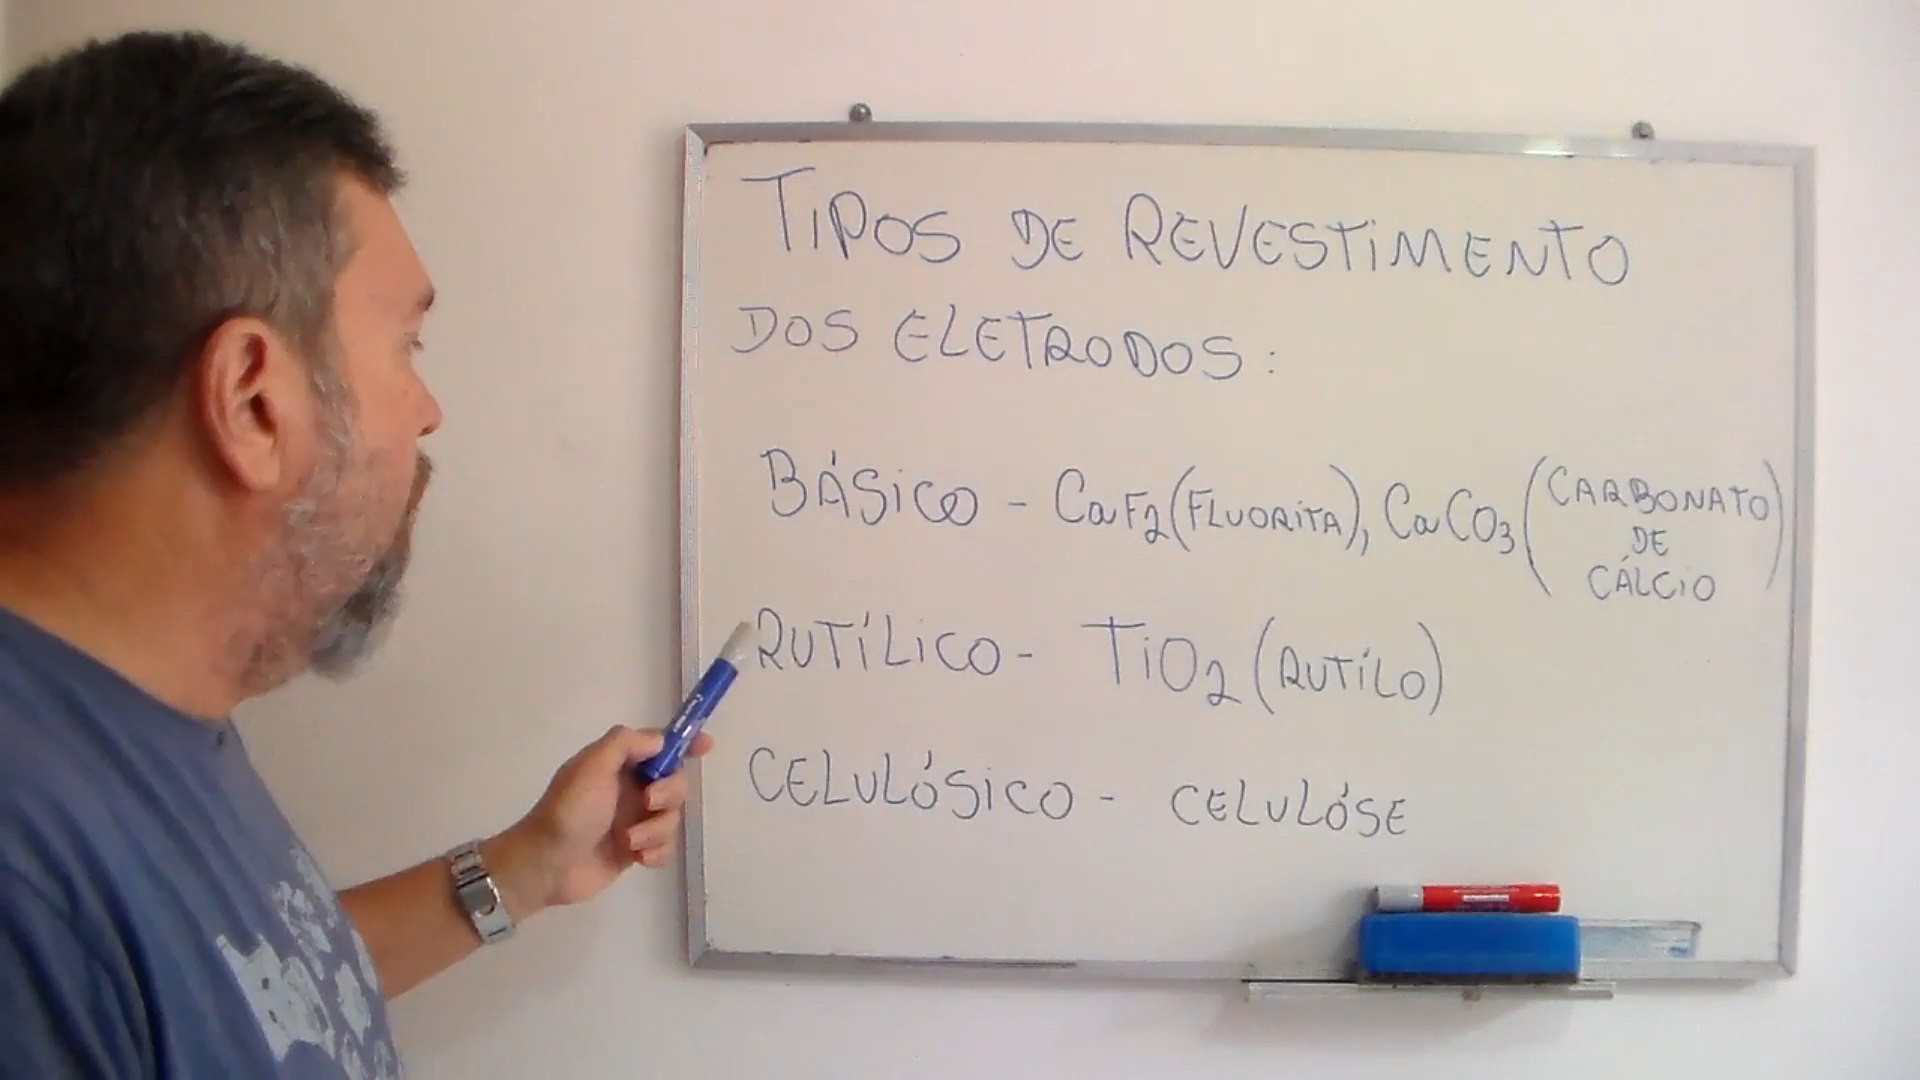 TIPOS DE REVESTIMENTO
DOS ELETRODOS:
BÁSICO - CaF2 (FLUORITA), CaCO3 (CARBONATO
DE
CÁLCIO)
RUTÍLICO - TiO2 (RUTÍLO)
CELULÓSICO - CELULÓSE